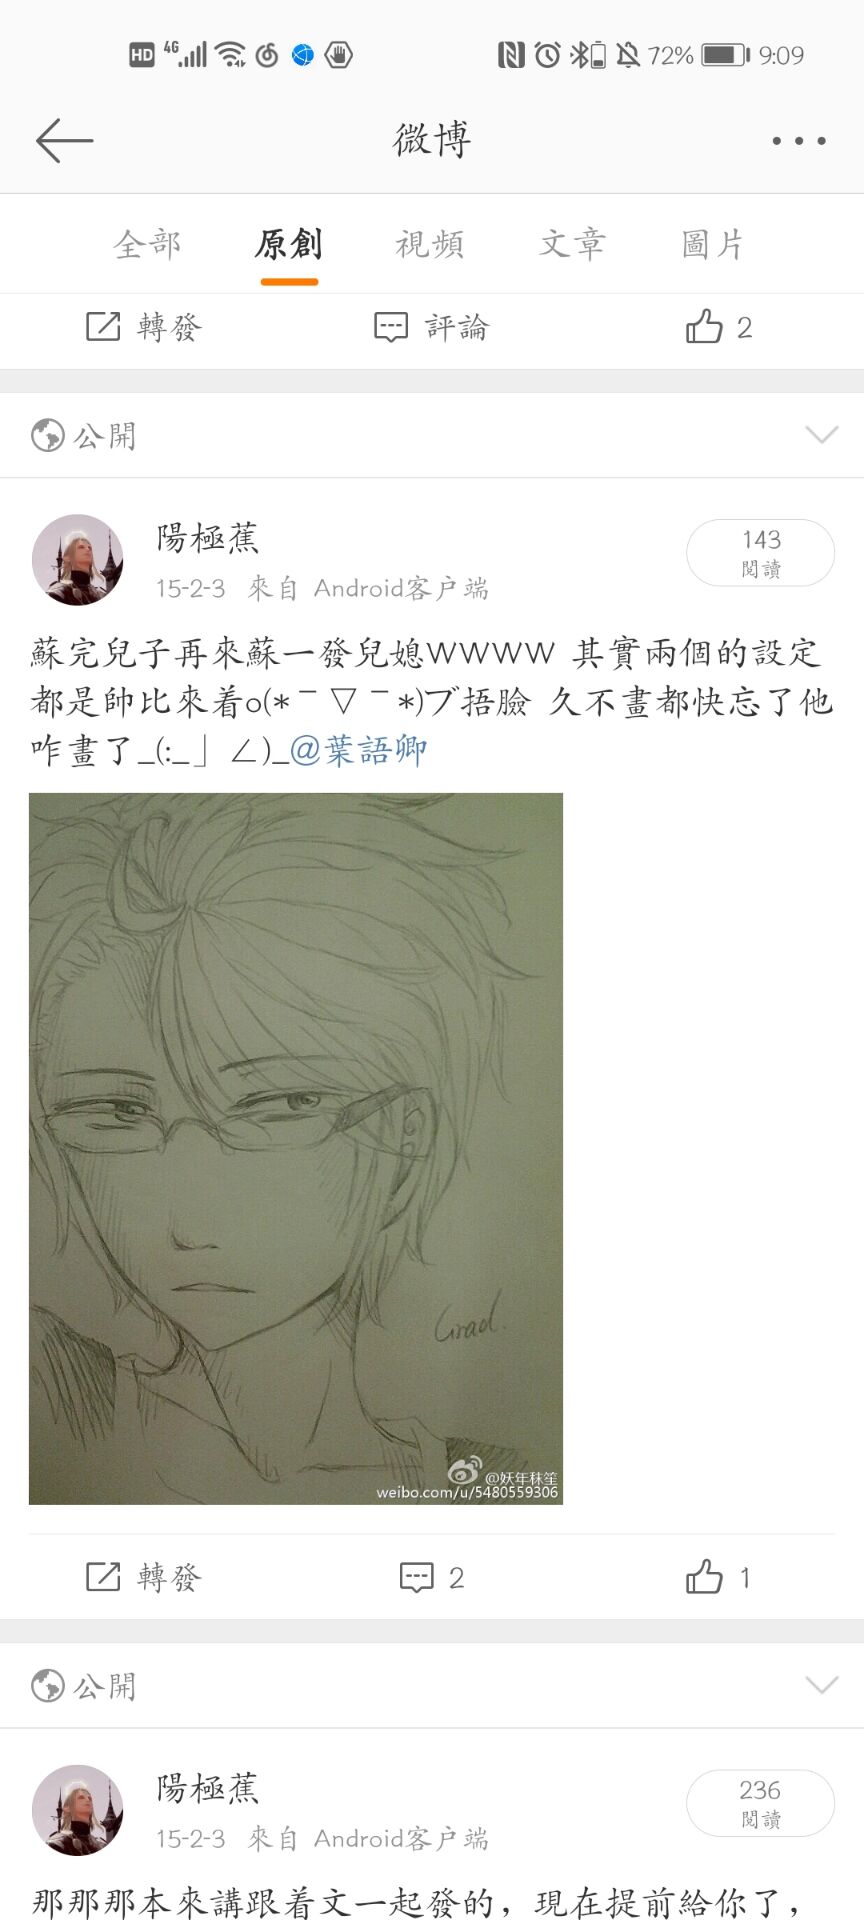 HD 4G 72% 9:09
微博
全部 原創 視頻 文章 圖片
轉發 評論 2
公開
陽極蕉
143
閱讀
15-2-3 來自 Android客户端
蘇完兒子再來蘇一發兒媳WWWW 其實兩個的設定
都是帥比來着o(*￣▽￣*)ブ捂臉 久不畫都快忘了他
咋畫了_(:_」∠)_@葉語卿
@妖年秣笙
weibo.com/u/5480559306
轉發 2 1
公開
陽極蕉
236
閱讀
15-2-3 來自 Android客户端
那那那本來講跟着文一起發的，現在提前給你了，